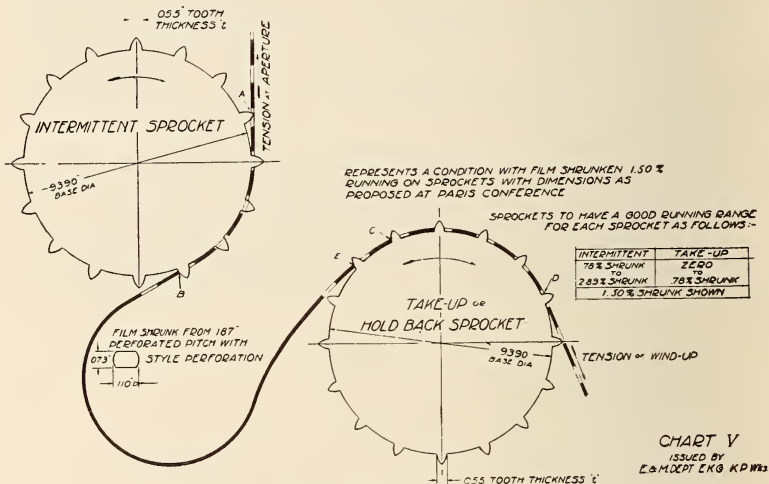 .055" TOOTH
THICKNESS "t"
TENSION AT APERTURE
A
INTERMITTENT SPROCKET
.9390"
BASE DIA
B
REPRESENTS A CONDITION WITH FILM SHRUNKEN 1.50 %
RUNNING ON SPROCKETS WITH DIMENSIONS AS
PROPOSED AT PARIS CONFERENCE
SPROCKETS TO HAVE A GOOD RUNNING RANGE
FOR EACH SPROCKET AS FOLLOWS:-
INTERMITTENT TAKE-UP
.78% SHRUNK ZERO
TO TO
2.89% SHRUNK .78% SHRUNK
1.50% SHRUNK SHOWN
C
E
D
TAKE-UP OR
HOLD BACK SPROCKET
.9390
BASE DIA
TENSION OF WIND-UP
FILM SHRUNK FROM .187"
PERFORATED PITCH WITH
STYLE PERFORATION
.073"
.110"
.055 TOOTH THICKNESS "t"
CHART V
ISSUED BY
E.& M.DEPT EKG K.P.Wks